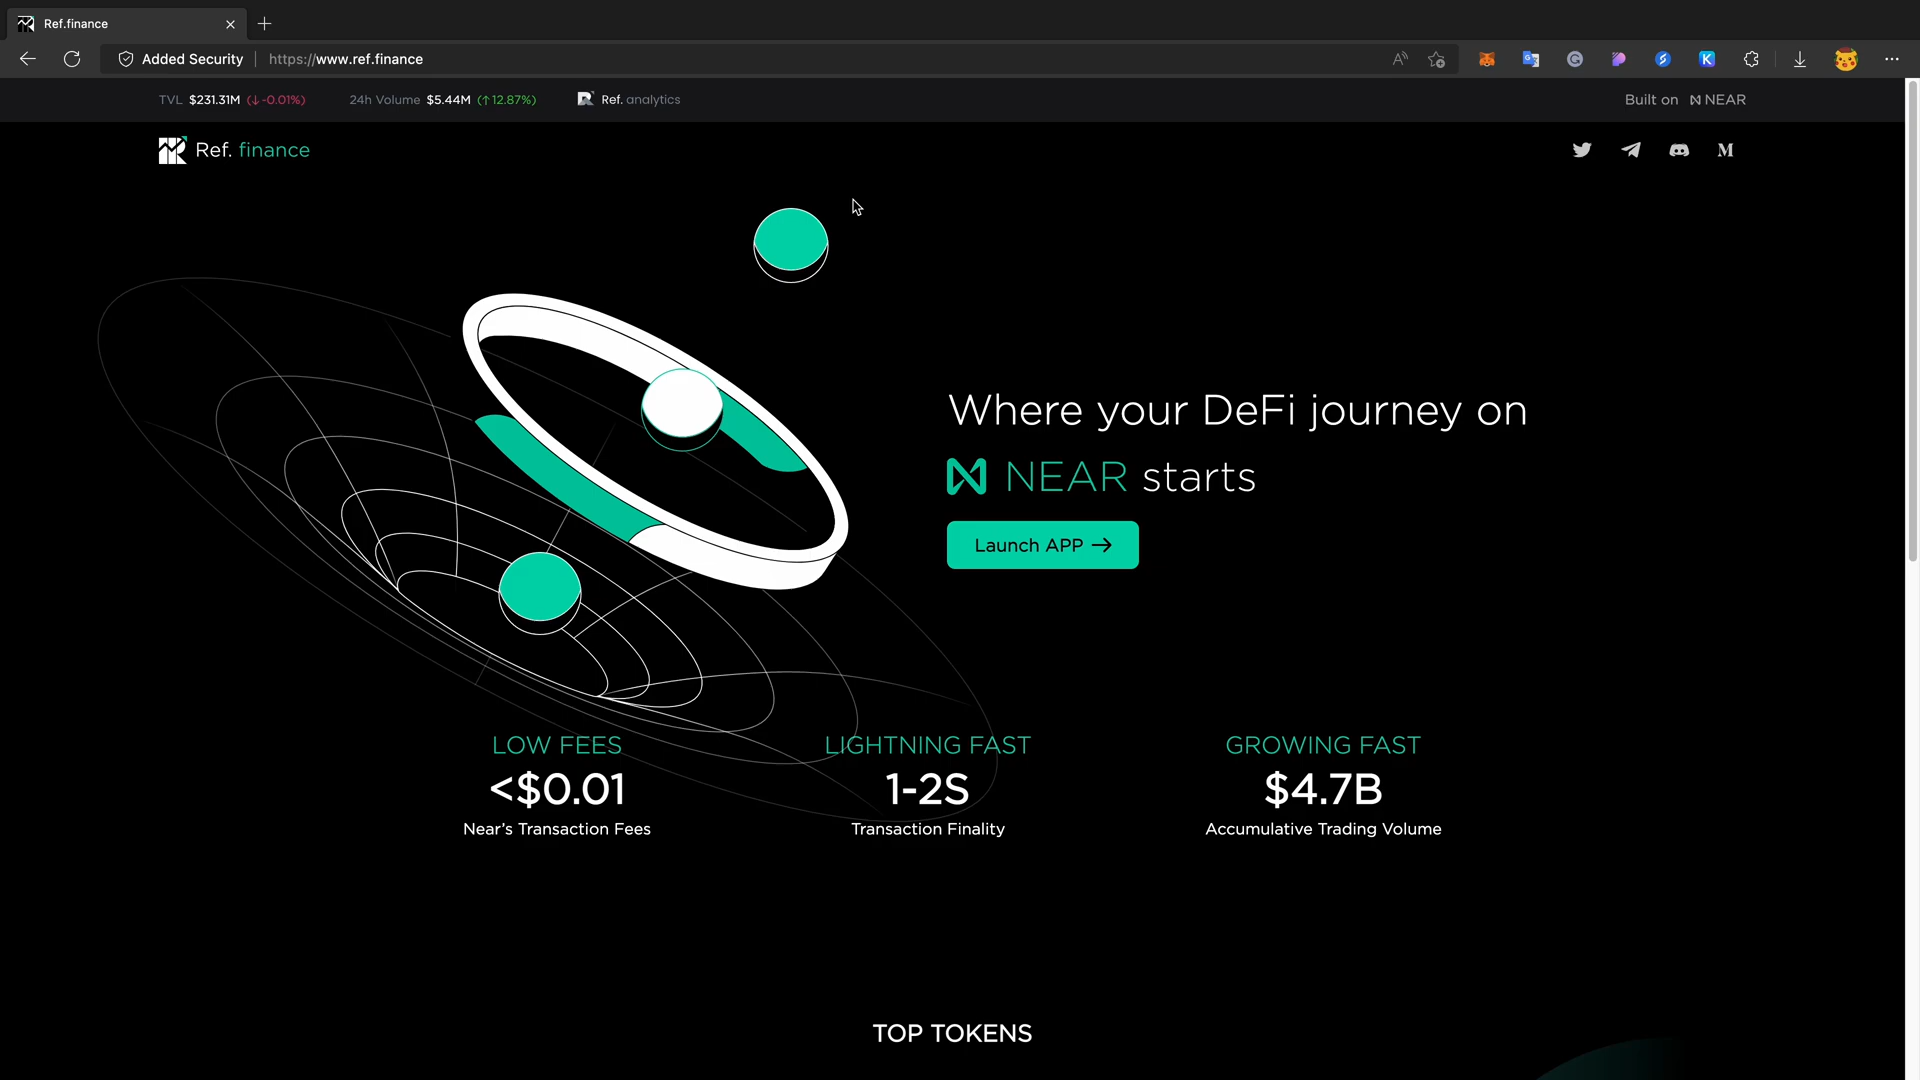 Ref.finance
Added Security
https://www.ref.finance
TVL $231.31M (↓-0.01%)
24h Volume $5.44M (↑12.87%)
Ref. analytics
Built on NEAR
Ref. finance
Where your DeFi journey on
NEAR starts
Launch APP →
LOW FEES
<$0.01
Near’s Transaction Fees
LIGHTNING FAST
1-2S
Transaction Finality
GROWING FAST
$4.7B
Accumulative Trading Volume
TOP TOKENS